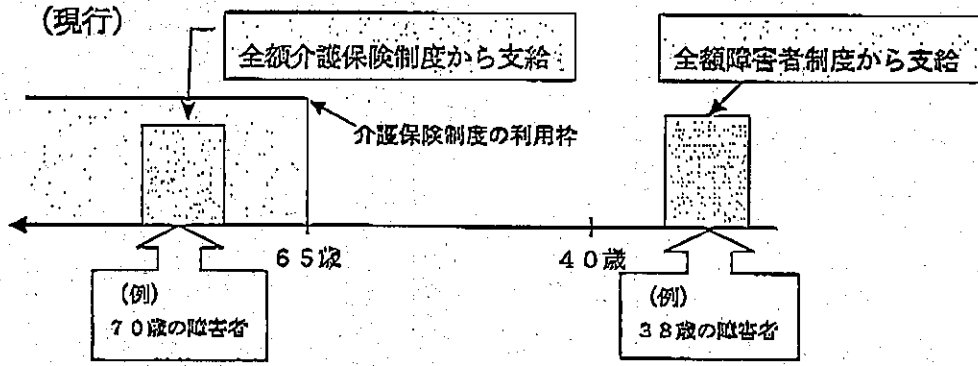 (現行)
全額介護保険制度から支給
全額障害者制度から支給
介護保険制度の利用枠
65歳
40歳
(例)
70歳の障害者
(例)
38歳の障害者